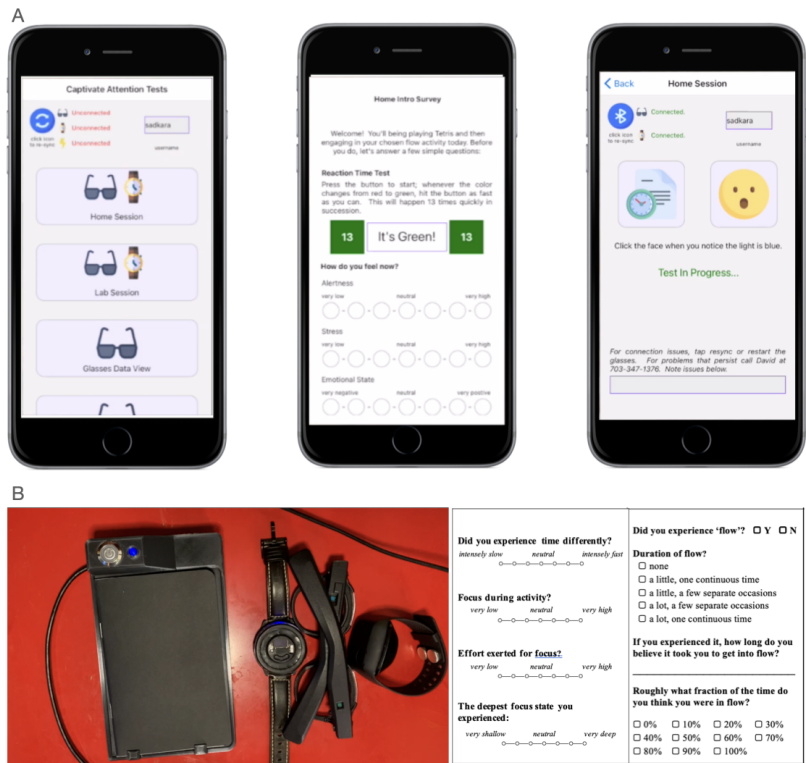 A
Captivate Attention Tests
Unconnected
Unconnected
Unconnected
click icon
to re-sync
sadkara
username
Home Session
Lab Session
Glasses Data View
Home Intro Survey
Welcome! You'll being playing Tetris and then
engaging in your chosen flow activity today. Before
you do, let's answer a few simple questions:
Reaction Time Test
Press the button to start; whenever the color
changes from red to green, hit the button as fast
as you can. This will happen 13 times quickly in
succession.
13 It's Green! 13
How do you feel now?
Alertness
very low neutral very high
Stress
very low neutral very high
Emotional State
very negative neutral very positive
Back Home Session
Connected.
Connected.
click icon
to re-sync
sadkara
username
Click the face when you notice the light is blue.
Test In Progress...
For connection issues, tap resync or restart the
glasses. For problems that persist call David at
703-347-1376. Note issues below.
B
Did you experience time differently?
intensely slow neutral intensely fast
Focus during activity?
very low neutral very high
Effort exerted for focus?
very low neutral very high
The deepest focus state you
experienced:
very shallow neutral very deep
Did you experience 'flow'? Y N
Duration of flow?
none
a little, one continuous time
a little, a few separate occasions
a lot, a few separate occasions
a lot, one continuous time
If you experienced it, how long do you
believe it took you to get into flow?
Roughly what fraction of the time do
you think you were in flow?
0% 10% 20% 30%
40% 50% 60% 70%
80% 90% 100%